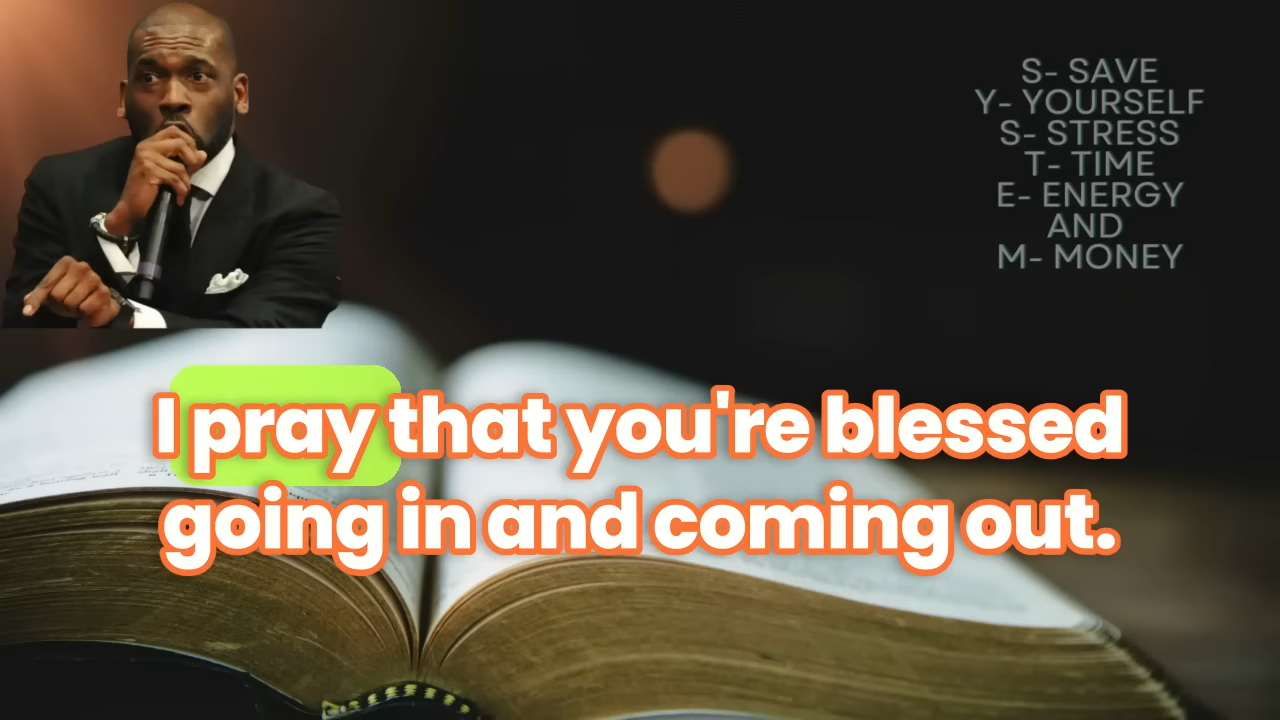 S- SAVE
Y- YOURSELF
S- STRESS
T- TIME
E- ENERGY
AND
M- MONEY
I pray that you're blessed
going in and coming out.